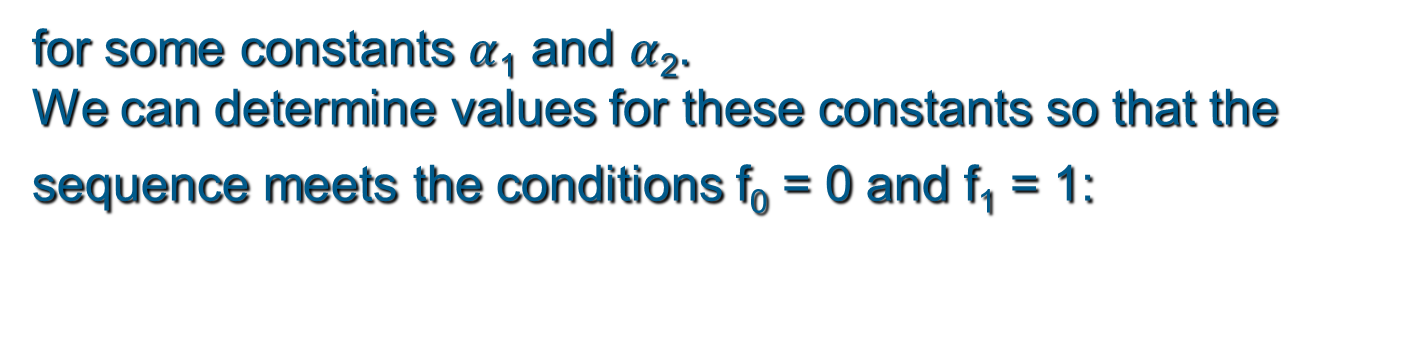 for some constants α₁ and α₂.
We can determine values for these constants so that the
sequence meets the conditions f₀ = 0 and f₁ = 1: